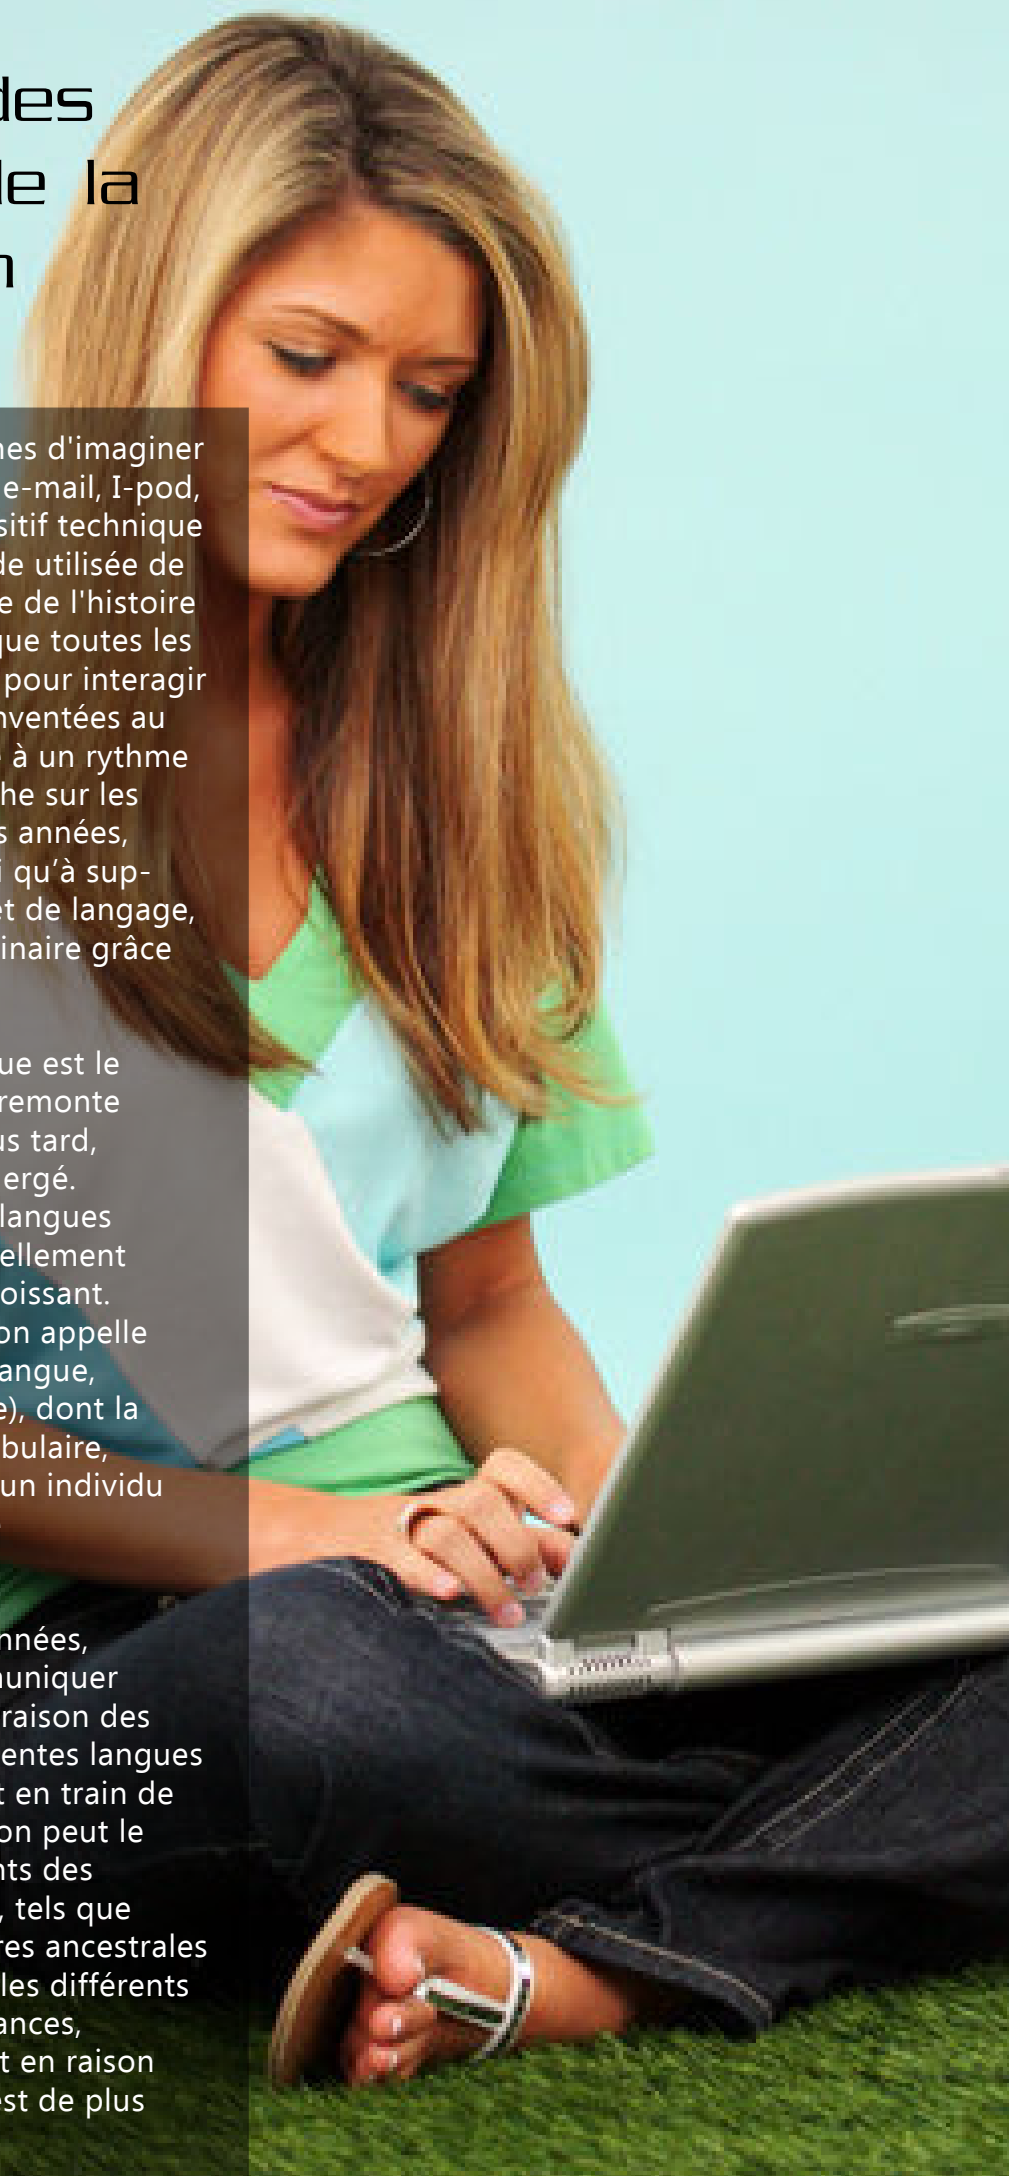 des
de la
n
nes d'imaginer
e-mail, I-pod,
sitif technique
de utilisée de
e de l'histoire
que toutes les
pour interagir
nventées au
à un rythme
he sur les
s années,
i qu'à sup-
et de langage,
inaire grâce
ue est le
remonte
us tard,
ergé.
langues
ellement
oissant.
on appelle
angue,
e), dont la
bulaire,
un individu
nnées,
muniquer
raison des
entes langues
t en train de
on peut le
nts des
, tels que
res ancestrales
les différents
ances,
t en raison
est de plus